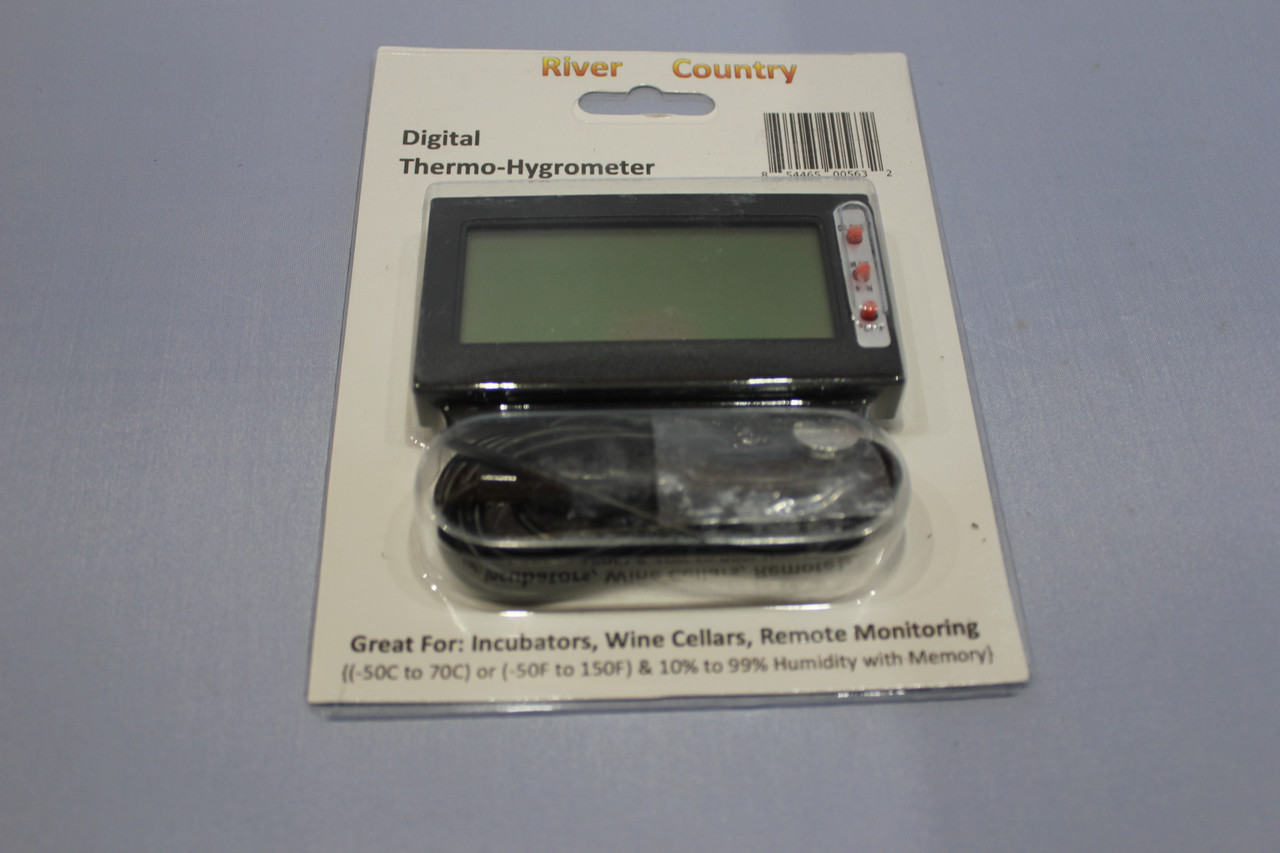 River Country
Digital
Thermo-Hygrometer
8 54465 00563 2
Great For: Incubators, Wine Cellars, Remote Monitoring
{(-50C to 70C) or (-50F to 150F) & 10% to 99% Humidity with Memory}